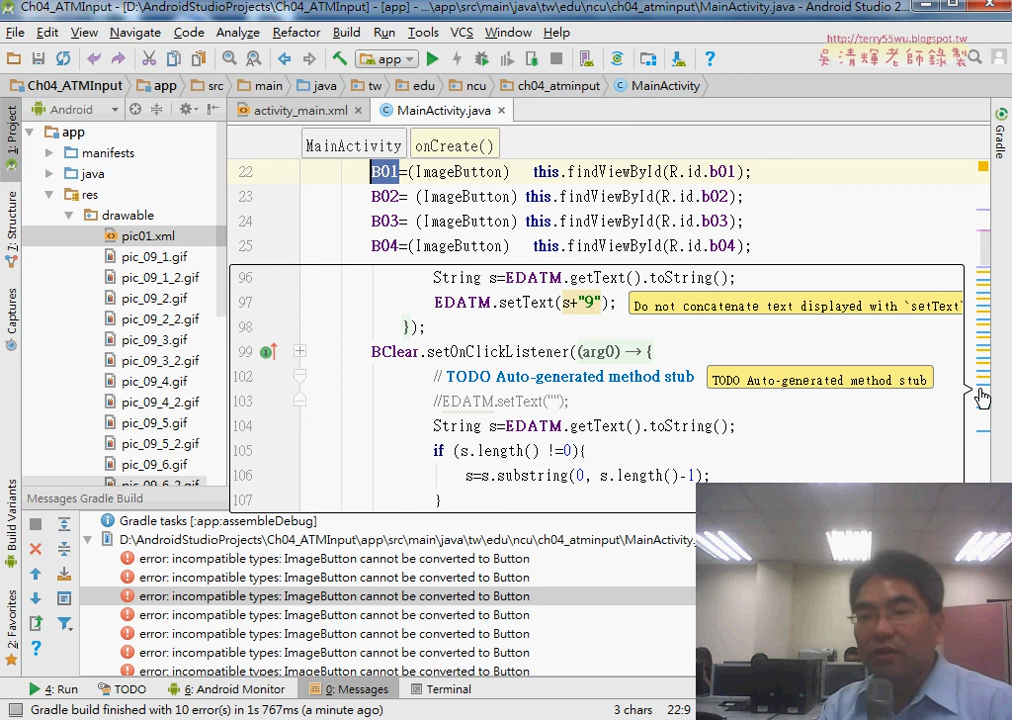 Ch04_ATMInput - [D:\AndroidStudioProjects\Ch04_ATMInput] - [app] - ...\app\src\main\java\tw\edu\ncu\ch04_atminput\MainActivity.java - Android Studio 2...
File Edit View Navigate Code Analyze Refactor Build Run Tools VCS Window Help
http://terry55wu.blogspot.tw
吳清輝老師錄製
app
Ch04_ATMInput app src main java tw edu ncu ch04_atminput MainActivity
Android
activity_main.xml
MainActivity.java
1: Project
7: Structure
Captures
Build Variants
2: Favorites
Gradle
app
manifests
java
res
drawable
pic01.xml
pic_09_1.gif
pic_09_1_2.gif
pic_09_2.gif
pic_09_2_2.gif
pic_09_3.gif
pic_09_3_2.gif
pic_09_4.gif
pic_09_4_2.gif
pic_09_5.gif
pic_09_5_2.gif
pic_09_6.gif
pic_09_6_2.gif
MainActivity onCreate()
22 B01=(ImageButton) this.findViewById(R.id.b01);
23 B02= (ImageButton) this.findViewById(R.id.b02);
24 B03= (ImageButton) this.findViewById(R.id.b03);
25 B04=(ImageButton) this.findViewById(R.id.b04);
96 String s=EDATM.getText().toString();
97 EDATM.setText(s+"9"); Do not concatenate text displayed with `setText`
98 });
99 BClear.setOnClickListener((arg0) → {
102 // TODO Auto-generated method stub TODO Auto-generated method stub
103 //EDATM.setText("");
104 String s=EDATM.getText().toString();
105 if (s.length() !=0){
106 s=s.substring(0, s.length()-1);
107 }
Messages Gradle Build
Gradle tasks [:app:assembleDebug]
D:\AndroidStudioProjects\Ch04_ATMInput\app\src\main\java\tw\edu\ncu\ch04_atminput\MainActivity.
error: incompatible types: ImageButton cannot be converted to Button
error: incompatible types: ImageButton cannot be converted to Button
error: incompatible types: ImageButton cannot be converted to Button
error: incompatible types: ImageButton cannot be converted to Button
error: incompatible types: ImageButton cannot be converted to Button
error: incompatible types: ImageButton cannot be converted to Button
error: incompatible types: ImageButton cannot be converted to Button
4: Run TODO 6: Android Monitor 0: Messages Terminal
Gradle build finished with 10 error(s) in 1s 767ms (a minute ago) 3 chars 22:9